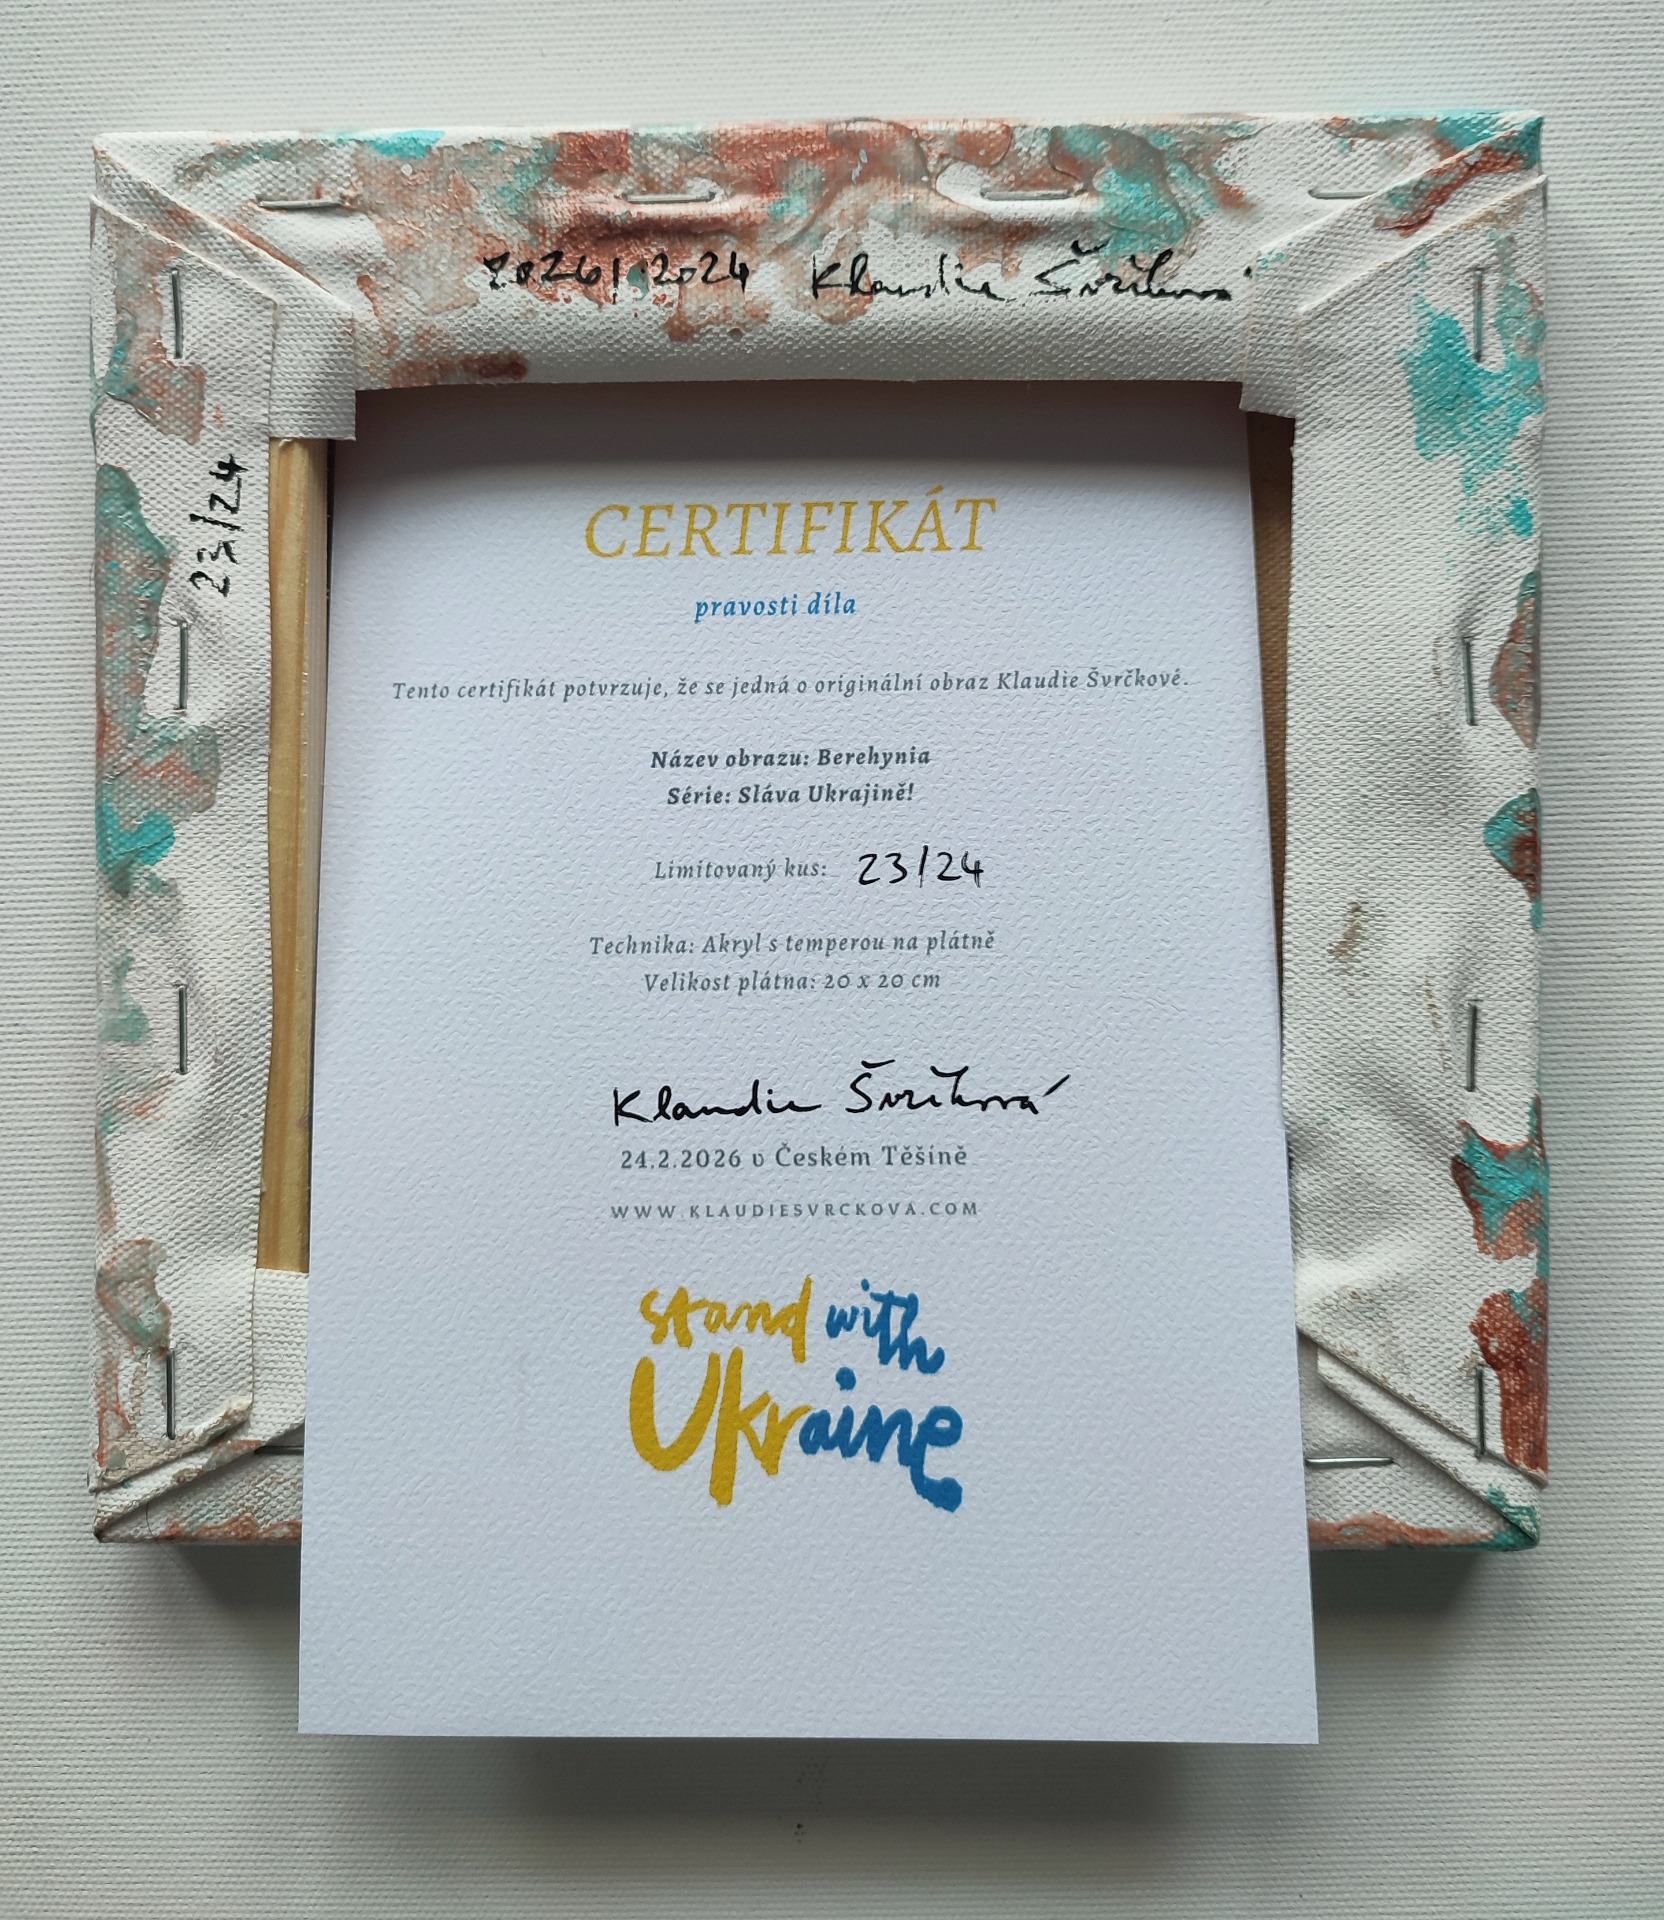 2026/2024 Klaudie Švrčková
23/24
CERTIFIKÁT
pravosti díla
Tento certifikát potvrzuje, že se jedná o originální obraz Klaudie Švrčkové.
Název obrazu: Berehynia
Série: Sláva Ukrajině!
Limitovaný kus: 23/24
Technika: Akryl s temperou na plátně
Velikost plátna: 20 x 20 cm
Klaudie Švrčková
24.2.2026 v Českém Těšíně
WWW.KLAUDIESVRCKOVA.COM
stand with
Ukraine